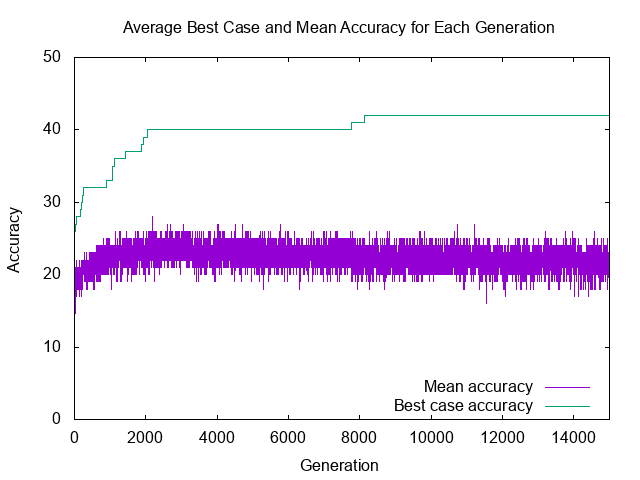 Average Best Case and Mean Accuracy for Each Generation
50
40
30
20
10
0
Accuracy
Mean accuracy
Best case accuracy
0 2000 4000 6000 8000 10000 12000 14000
Generation